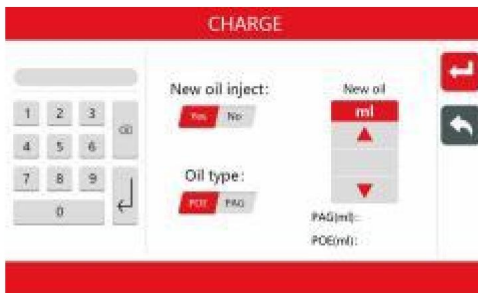 CHARGE
New oil inject:
Yes No
Oil type:
POE PAG
New oil
ml
PAG(ml):
POE(ml):
1 2 3
4 5 6
7 8 9
0